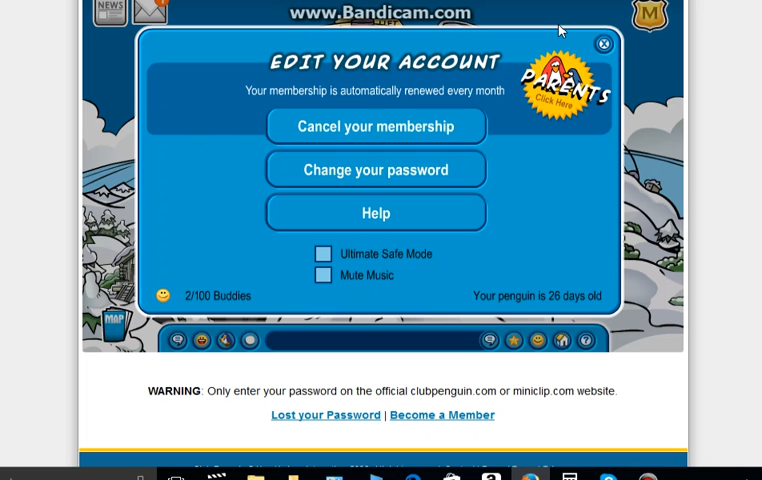 www.Bandicam.com
NEWS
M
EDIT YOUR ACCOUNT
PARENTS
Click Here
Your membership is automatically renewed every month
Cancel your membership
Change your password
Help
Ultimate Safe Mode
Mute Music
2/100 Buddies
Your penguin is 26 days old
MAP
WARNING: Only enter your password on the official clubpenguin.com or miniclip.com website.
Lost your Password | Become a Member